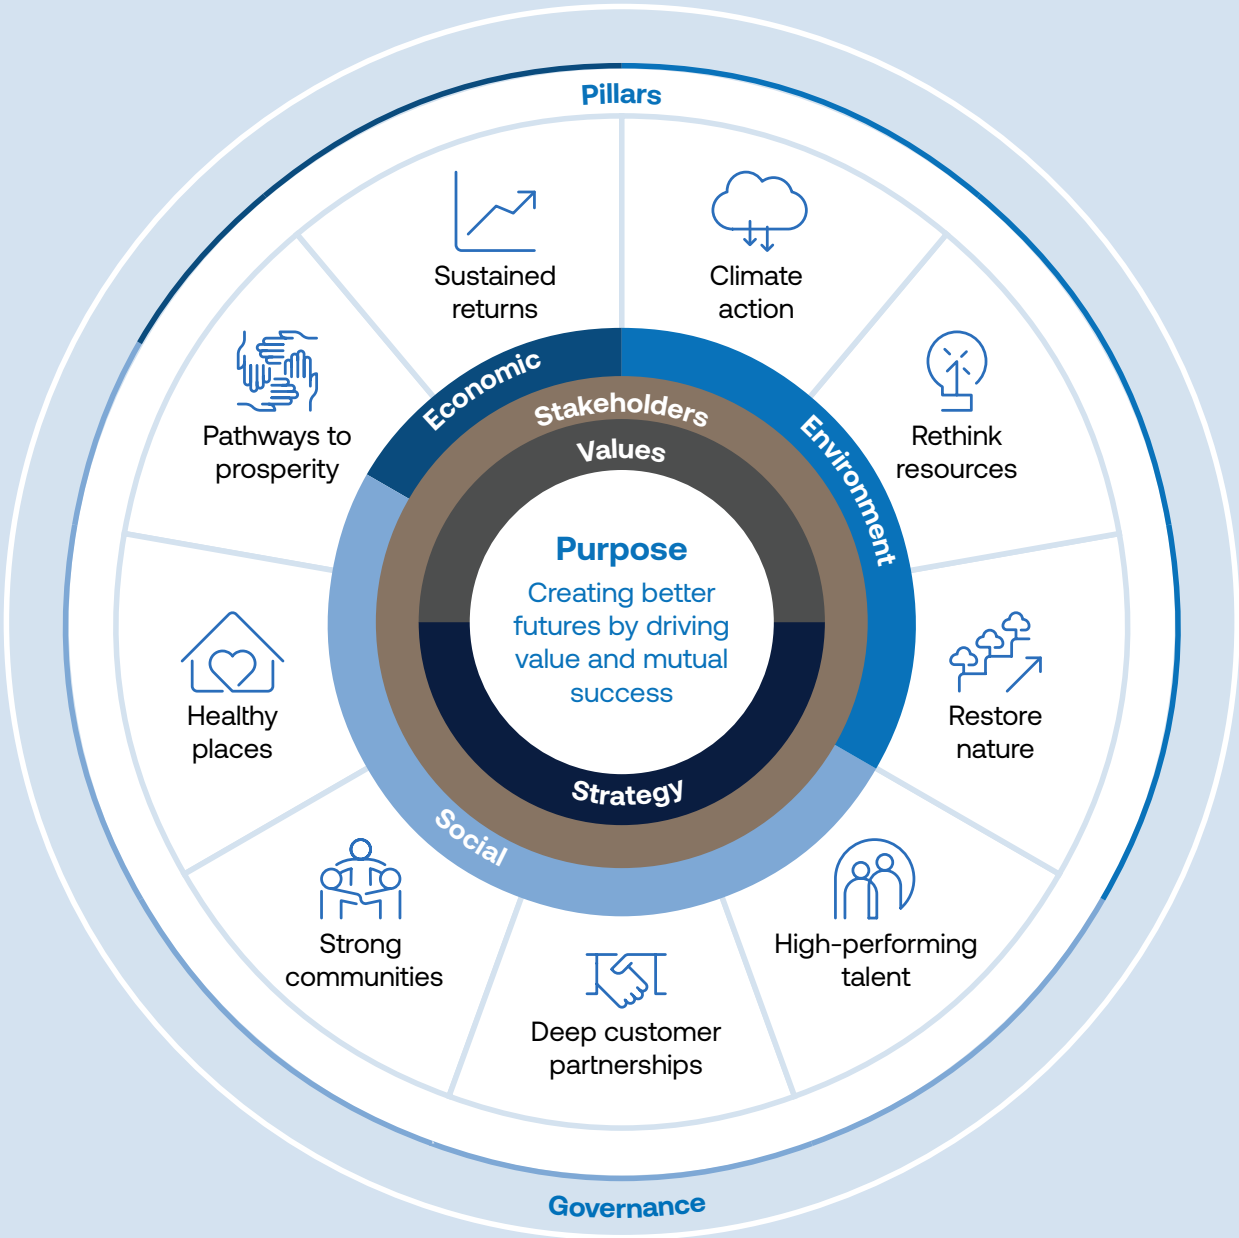 Pillars
Sustained
returns
Climate
action
Rethink
resources
Restore
nature
High-performing
talent
Deep customer
partnerships
Strong
communities
Healthy
places
Pathways to
prosperity
Economic
Environment
Social
Stakeholders
Values
Purpose
Creating better
futures by driving
value and mutual
success
Strategy
Governance